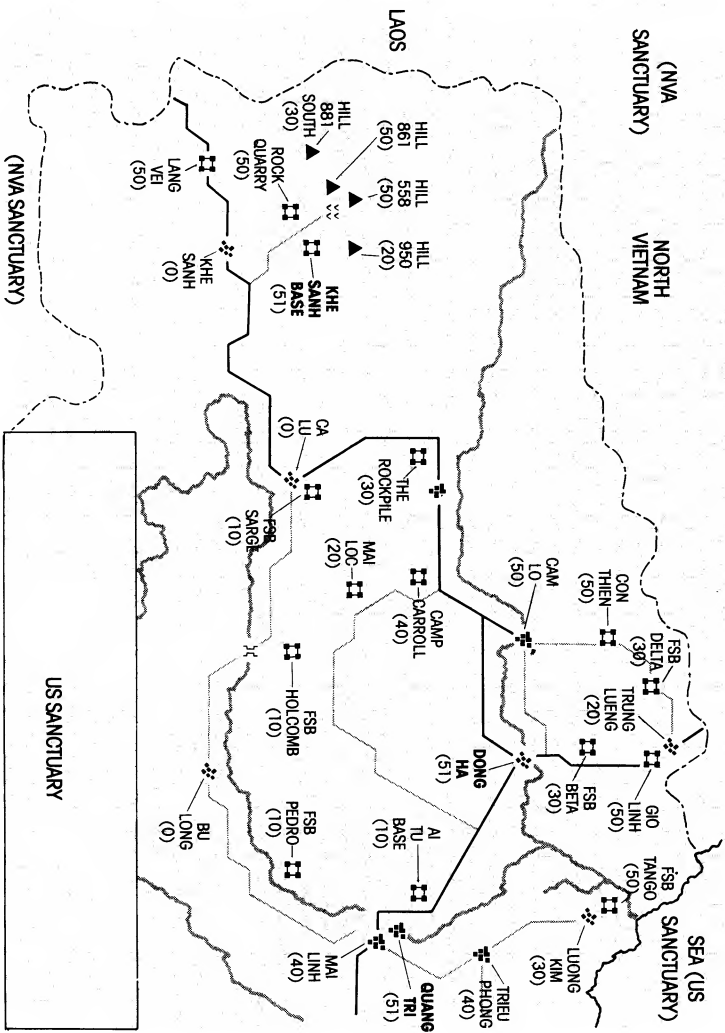 (NVA
SANCTUARY)
NORTH
VIETNAM
SEA (US
SANCTUARY)
LAOS
HILL
881
SOUTH
(30)
HILL
861
(50)
HILL
558
(50)
HILL
950
(20)
ROCK
QUARRY
(50)
KHE
SANH
BASE
(51)
LANG
VEI
(50)
KHE
SANH
(0)
(NVA SANCTUARY)
CA
LU
(0)
FSB
SARGE
(10)
THE
ROCKPILE
(30)
MAI
LOC
(20)
CAMP
CARROLL
(40)
CAM
LO
(50)
CON
THIEN
(50)
FSB
DELTA
(30)
TRUNG
LUENG
(20)
GIO
LINH
(50)
FSB
BETA
(30)
DONG
HA
(51)
FSB
HOLCOMB
(10)
FSB
PEDRO
(10)
BU
LONG
(0)
AI
TU
BASE
(10)
FSB
TANGO
(50)
LUONG
KIM
(30)
TRIEU
PHONG
(40)
QUANG
TRI
(51)
MAI
LINH
(40)
US SANCTUARY